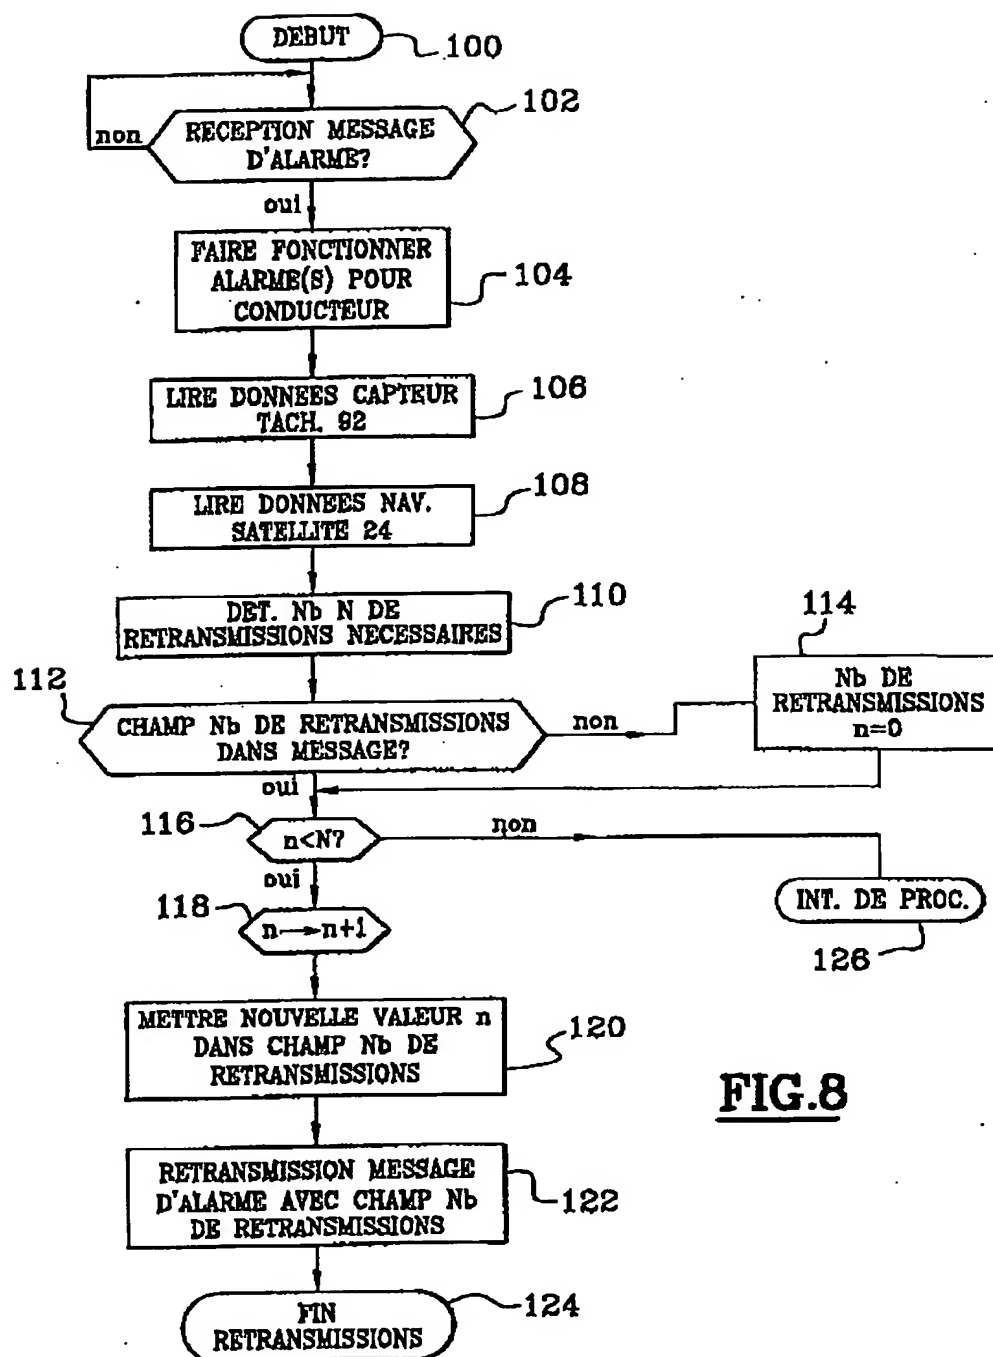 DEBUT
100
102
non
RECEPTION MESSAGE
D'ALARME?
oui
FAIRE FONCTIONNER
ALARME(S) POUR
CONDUCTEUR
104
LIRE DONNEES CAPTEUR
TACH. 92
106
LIRE DONNEES NAV.
SATELLITE 24
108
DET. Nb N DE
RETRANSMISSIONS NECESSAIRES
110
114
112
CHAMP Nb DE RETRANSMISSIONS
DANS MESSAGE?
non
Nb DE
RETRANSMISSIONS
n=0
oui
116
n<N?
non
oui
INT. DE PROC.
126
118
n→n+1
METTRE NOUVELLE VALEUR n
DANS CHAMP Nb DE
RETRANSMISSIONS
120
FIG.8
RETRANSMISSION MESSAGE
D'ALARME AVEC CHAMP Nb
DE RETRANSMISSIONS
122
FIN
RETRANSMISSIONS
124